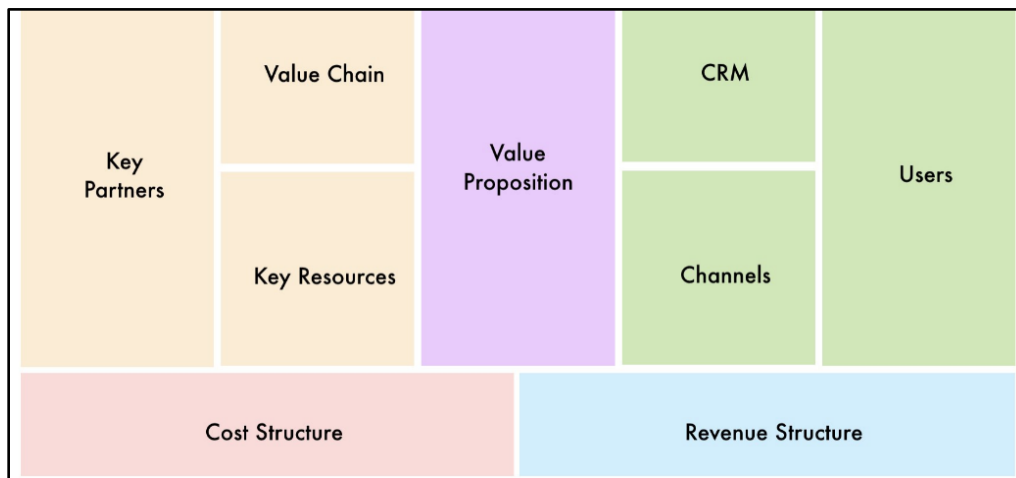 Key
Partners
Value Chain
Key Resources
Value
Proposition
CRM
Channels
Users
Cost Structure
Revenue Structure